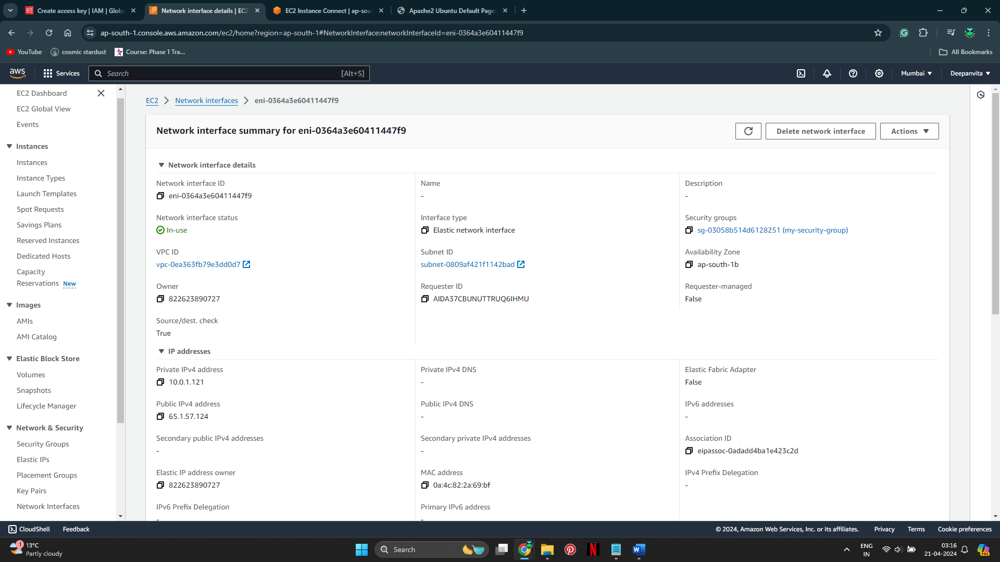 Create access key | IAM | Globa
Network interface details | EC2
EC2 Instance Connect | ap-sout
Apache2 Ubuntu Default Page
ap-south-1.console.aws.amazon.com/ec2/home?region=ap-south-1#NetworkInterface:networkInterfaceId=eni-0364a3e60411447f9
YouTube
cosmic stardust
Course: Phase 1 Tra...
All Bookmarks
aws
Services
Search
[Alt+S]
Mumbai
Deepanvita
EC2 Dashboard
EC2 Global View
Events
Instances
Instances
Instance Types
Launch Templates
Spot Requests
Savings Plans
Reserved Instances
Dedicated Hosts
Capacity
Reservations New
Images
AMIs
AMI Catalog
Elastic Block Store
Volumes
Snapshots
Lifecycle Manager
Network & Security
Security Groups
Elastic IPs
Placement Groups
Key Pairs
Network Interfaces
EC2
Network interfaces
eni-0364a3e60411447f9
Network interface summary for eni-0364a3e60411447f9
Delete network interface
Actions
Network interface details
Network interface ID
eni-0364a3e60411447f9
Name
-
Description
-
Network interface status
In-use
Interface type
Elastic network interface
Security groups
sg-03058b514d6128251 (my-security-group)
VPC ID
vpc-0ea363fb79e3dd0d7
Subnet ID
subnet-0809af421f1142bad
Availability Zone
ap-south-1b
Owner
822623890727
Requester ID
AIDA37CBUNUTTRUQ6IHMU
Requester-managed
False
Source/dest. check
True
IP addresses
Private IPv4 address
10.0.1.121
Private IPv4 DNS
-
Elastic Fabric Adapter
False
Public IPv4 address
65.1.57.124
Public IPv4 DNS
-
IPv6 addresses
-
Secondary public IPv4 addresses
-
Secondary private IPv4 addresses
-
Association ID
eipassoc-0adadd4ba1e423c2d
Elastic IP address owner
822623890727
MAC address
0a:4c:82:2a:69:bf
IPv4 Prefix Delegation
-
IPv6 Prefix Delegation
-
Primary IPv6 address
-
CloudShell
Feedback
© 2024, Amazon Web Services, Inc. or its affiliates.
Privacy
Terms
Cookie preferences
1
13°C
Partly cloudy
Search
ENG
IN
03:16
21-04-2024
PRE